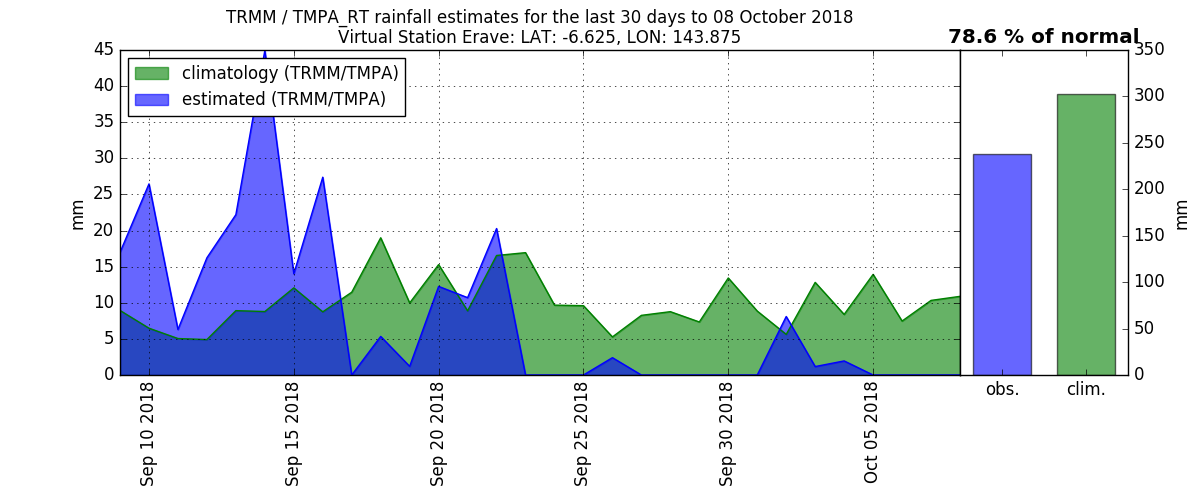 TRMM / TMPA_RT rainfall estimates for the last 30 days to 08 October 2018
Virtual Station Erave: LAT: -6.625, LON: 143.875
78.6 % of normal
climatology (TRMM/TMPA)
estimated (TRMM/TMPA)
mm
45
40
35
30
25
20
15
10
5
0
Sep 10 2018
Sep 15 2018
Sep 20 2018
Sep 25 2018
Sep 30 2018
Oct 05 2018
obs.
clim.
350
300
250
200
150
100
50
0
mm